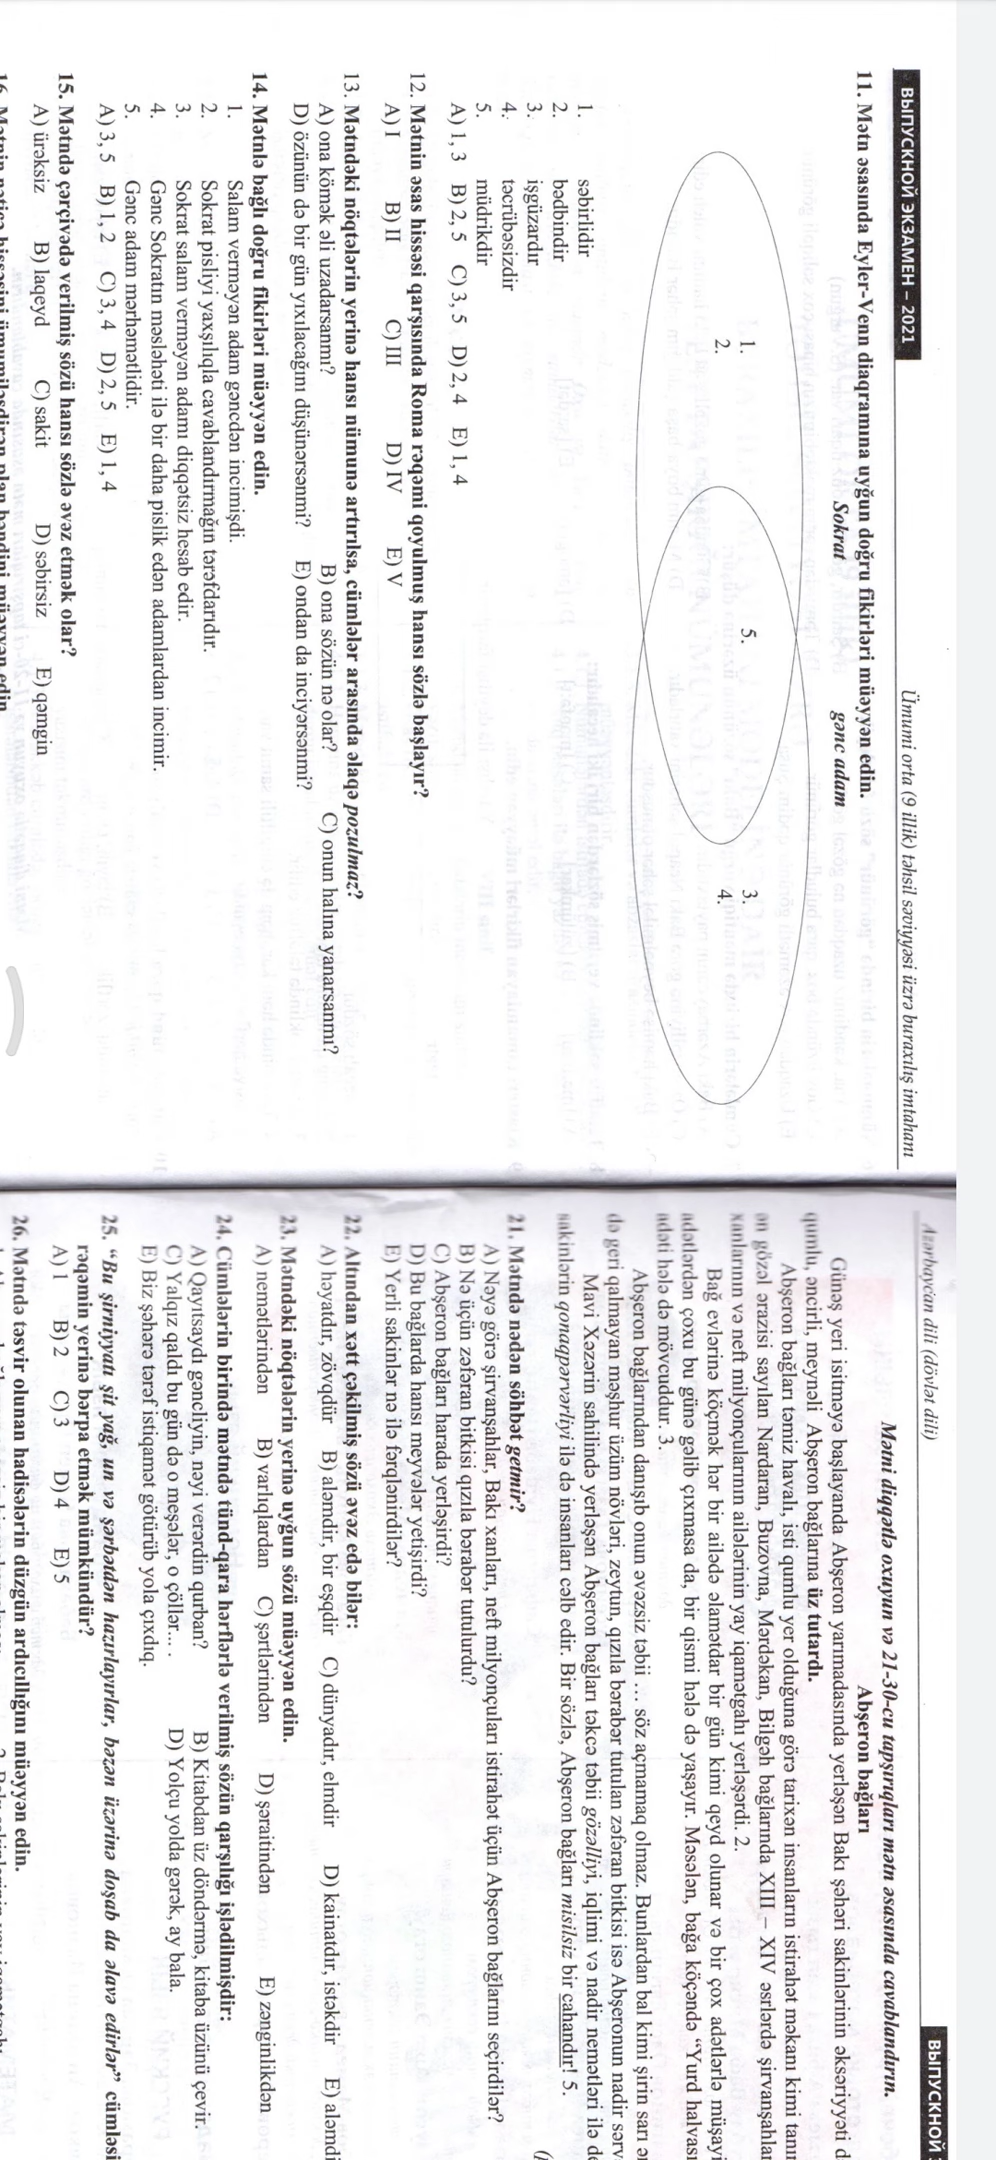 ВЫПУСКНОЙ ЭКЗАМЕН – 2021
Ümumi orta (9 illik) təhsil səviyyəsi üzrə buraxılış imtahanı
11. Mətn əsasında Eyler-Venn diaqramına uyğun doğru fikirləri müəyyən edin.
Sokrat gənc adam
1. 5. 3.
2. 4.
1. səbirlidir
2. bədbindir
3. işgüzardır
4. təcrübəsizdir
5. müdrikdir
A) 1, 3 B) 2, 5 C) 3, 5 D) 2, 4 E) 1, 4
12. Mətnin əsas hissəsi qarşısında Roma rəqəmi qoyulmuş hansı sözlə başlayır?
A) I B) II C) III D) IV E) V
13. Mətndəki nöqtələrin yerinə hansı nümunə artırılsa, cümlələr arasında əlaqə pozulmaz?
A) ona kömək əli uzadarsanmı? B) ona sözün nə olar? C) onun halına yanarsanmı?
D) özünün də bir gün yıxılacağını düşünərsənmi? E) ondan da inciyərsənmi?
14. Mətnlə bağlı doğru fikirləri müəyyən edin.
1. Salam verməyən adam gəncdən incimişdi.
2. Sokrat pisliyi yaxşılıqla cavablandırmağın tərəfdarıdır.
3. Sokrat salam verməyən adamı diqqətsiz hesab edir.
4. Gənc Sokratın məsləhəti ilə bir daha pislik edən adamlardan incimir.
5. Gənc adam mərhəmətlidir.
A) 3, 5 B) 1, 2 C) 3, 4 D) 2, 5 E) 1, 4
15. Mətndə çərçivədə verilmiş sözü hansı sözlə əvəz etmək olar?
A) ürəksiz B) laqeyd C) sakit D) səbirsiz E) qəmgin
16. Mətnin nəticə hissəsini ümumiləşdirən plan bəndini müəyyən edin
Azərbaycan dili (dövlət dili)
ВЫПУСКНОЙ
Mətni diqqətlə oxuyun və 21-30-cu tapşırıqları mətn əsasında cavablandırın.
Abşeron bağları
Günəş yeri isitməyə başlayanda Abşeron yarımadasında yerləşən Bakı şəhəri sakinlərinin əksəriyyəti d
qumlu, əncirli, meynəli Abşeron bağlarına üz tutardı.
Abşeron bağları təmiz havalı, isti qumlu yer olduğuna görə tarixən insanların istirahət məkanı kimi tanın
ən gözəl ərazisi sayılan Nardaran, Buzovna, Mərdəkan, Bilgəh bağlarında XIII – XIV əsrlərdə şirvanşahlar
xanlarının və neft milyonçularının ailələrinin yay iqamətgahı yerləşərdi. 2.
Bağ evlərinə köçmək hər bir ailədə əlamətdar bir gün kimi qeyd olunar və bir çox adətlərlə müşayi
adətlərdən çoxu bu günə gəlib çıxmasa da, bir qismi hələ də yaşayır. Məsələn, bağa köçəndə “Yurd halvası
adəti hələ də mövcuddur. 3.
Abşeron bağlarından danışıb onun əvəzsiz təbii … söz açmamaq olmaz. Bunlardan bal kimi şirin sarı ə
də geri qalmayan məşhur üzüm növləri, zeytun, qızıla bərabər tutulan zəfəran bitkisi isə Abşeronun nadir sərv
Mavi Xəzərin sahilində yerləşən Abşeron bağları təkcə təbii gözəlliyi, iqlimi və nadir nemətləri ilə de
sakinlərin qonaqpərvərliyi ilə də insanları cəlb edir. Bir sözlə, Abşeron bağları misilsiz bir cahandır! 5.
21. Mətndə nədən söhbət getmir?
A) Nəyə görə şirvanşahlar, Bakı xanları, neft milyonçuları istirahət üçün Abşeron bağlarını seçirdilər?
B) Nə üçün zəfəran bitkisi qızıla bərabər tutulurdu?
C) Abşeron bağları harada yerləşirdi?
D) Bu bağlarda hansı meyvələr yetişirdi?
E) Yerli sakinlər nə ilə fərqlənirdilər?
22. Altından xətt çəkilmiş sözü əvəz edə bilər:
A) həyatdır, zövqdür B) aləmdir, bir eşqdir C) dünyadır, elmdir D) kainatdır, istəkdir E) aləmdi
23. Mətndəki nöqtələrin yerinə uyğun sözü müəyyən edin.
A) nemətlərindən B) varlıqlardan C) şərtlərindən D) şəraitindən E) zənginlikdən
24. Cümlələrin birində mətndə tünd-qara hərflərlə verilmiş sözün qarşılığı işlədilmişdir:
A) Qayıtsaydı gəncliyin, nəyi verərdin qurban? B) Kitabdan üz döndərmə, kitaba üzünü çevir.
C) Yalqız qaldı bu gün də o meşələr, o çöllər… D) Yolçu yolda gərək, ay bala.
E) Biz şəhərə tərəf istiqamət götürüb yola çıxdıq.
25. “Bu şirniyyatı şit yağ, un və şərbətdən hazırlayırlar, bəzən üzərinə doşab da əlavə edirlər” cümləsi
rəqəmin yerinə bərpa etmək mümkündür?
A) 1 B) 2 C) 3 D) 4 E) 5
26. Mətndə təsvir olunan hadisələrin düzgün ardıcıllığını müəyyən edin.